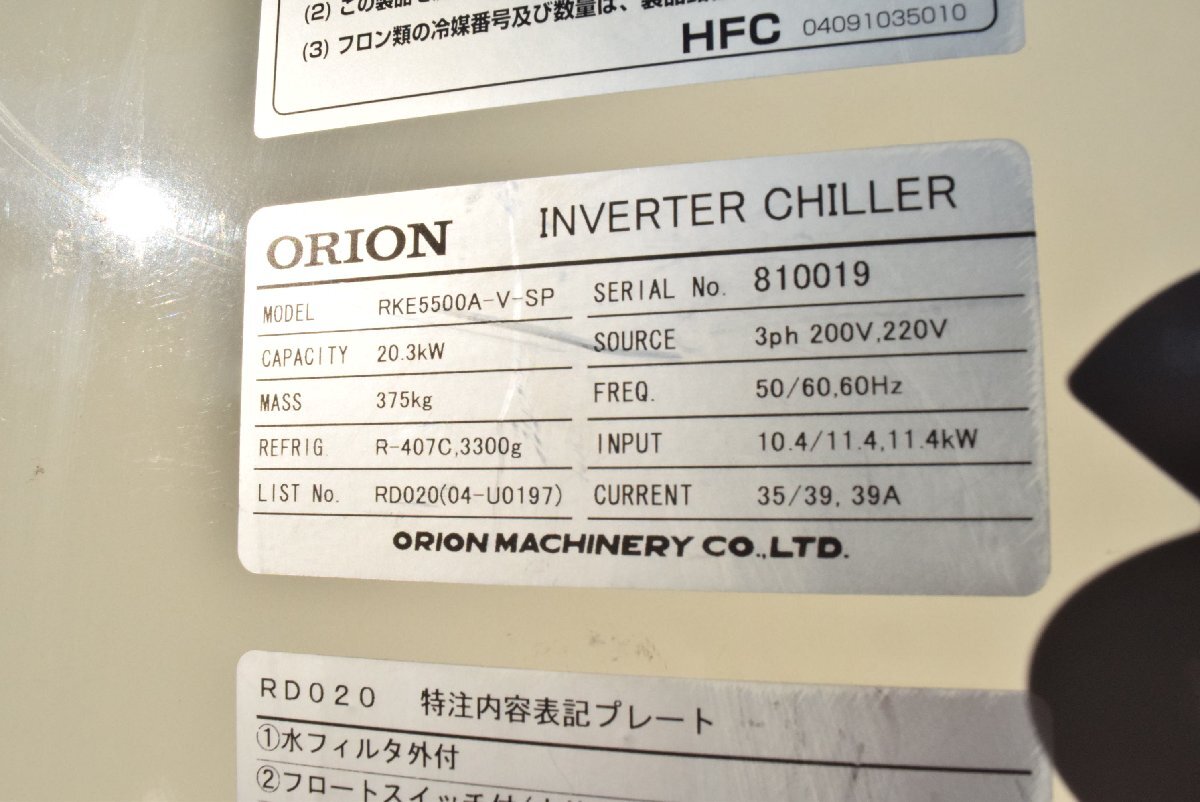 (2) この製品を
(3) フロン類の冷媒番号及び数量は、製品
HFC 04091035010
ORION INVERTER CHILLER
MODEL RKE5500A-V-SP SERIAL No. 810019
CAPACITY 20.3kW SOURCE 3ph 200V,220V
MASS 375kg FREQ. 50/60,60Hz
REFRIG. R-407C,3300g INPUT 10.4/11.4,11.4kW
LIST No. RD020(04-U0197) CURRENT 35/39, 39A
ORION MACHINERY CO.,LTD.
RD020 特注内容表記プレート
①水フィルタ外付
②フロートスイッチ付